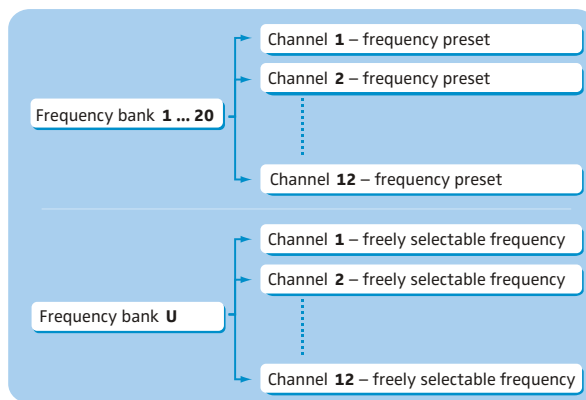 Channel 1 – frequency preset
Channel 2 – frequency preset
Frequency bank 1 ... 20
Channel 12 – frequency preset
Channel 1 – freely selectable frequency
Channel 2 – freely selectable frequency
Frequency bank U
Channel 12 – freely selectable frequency